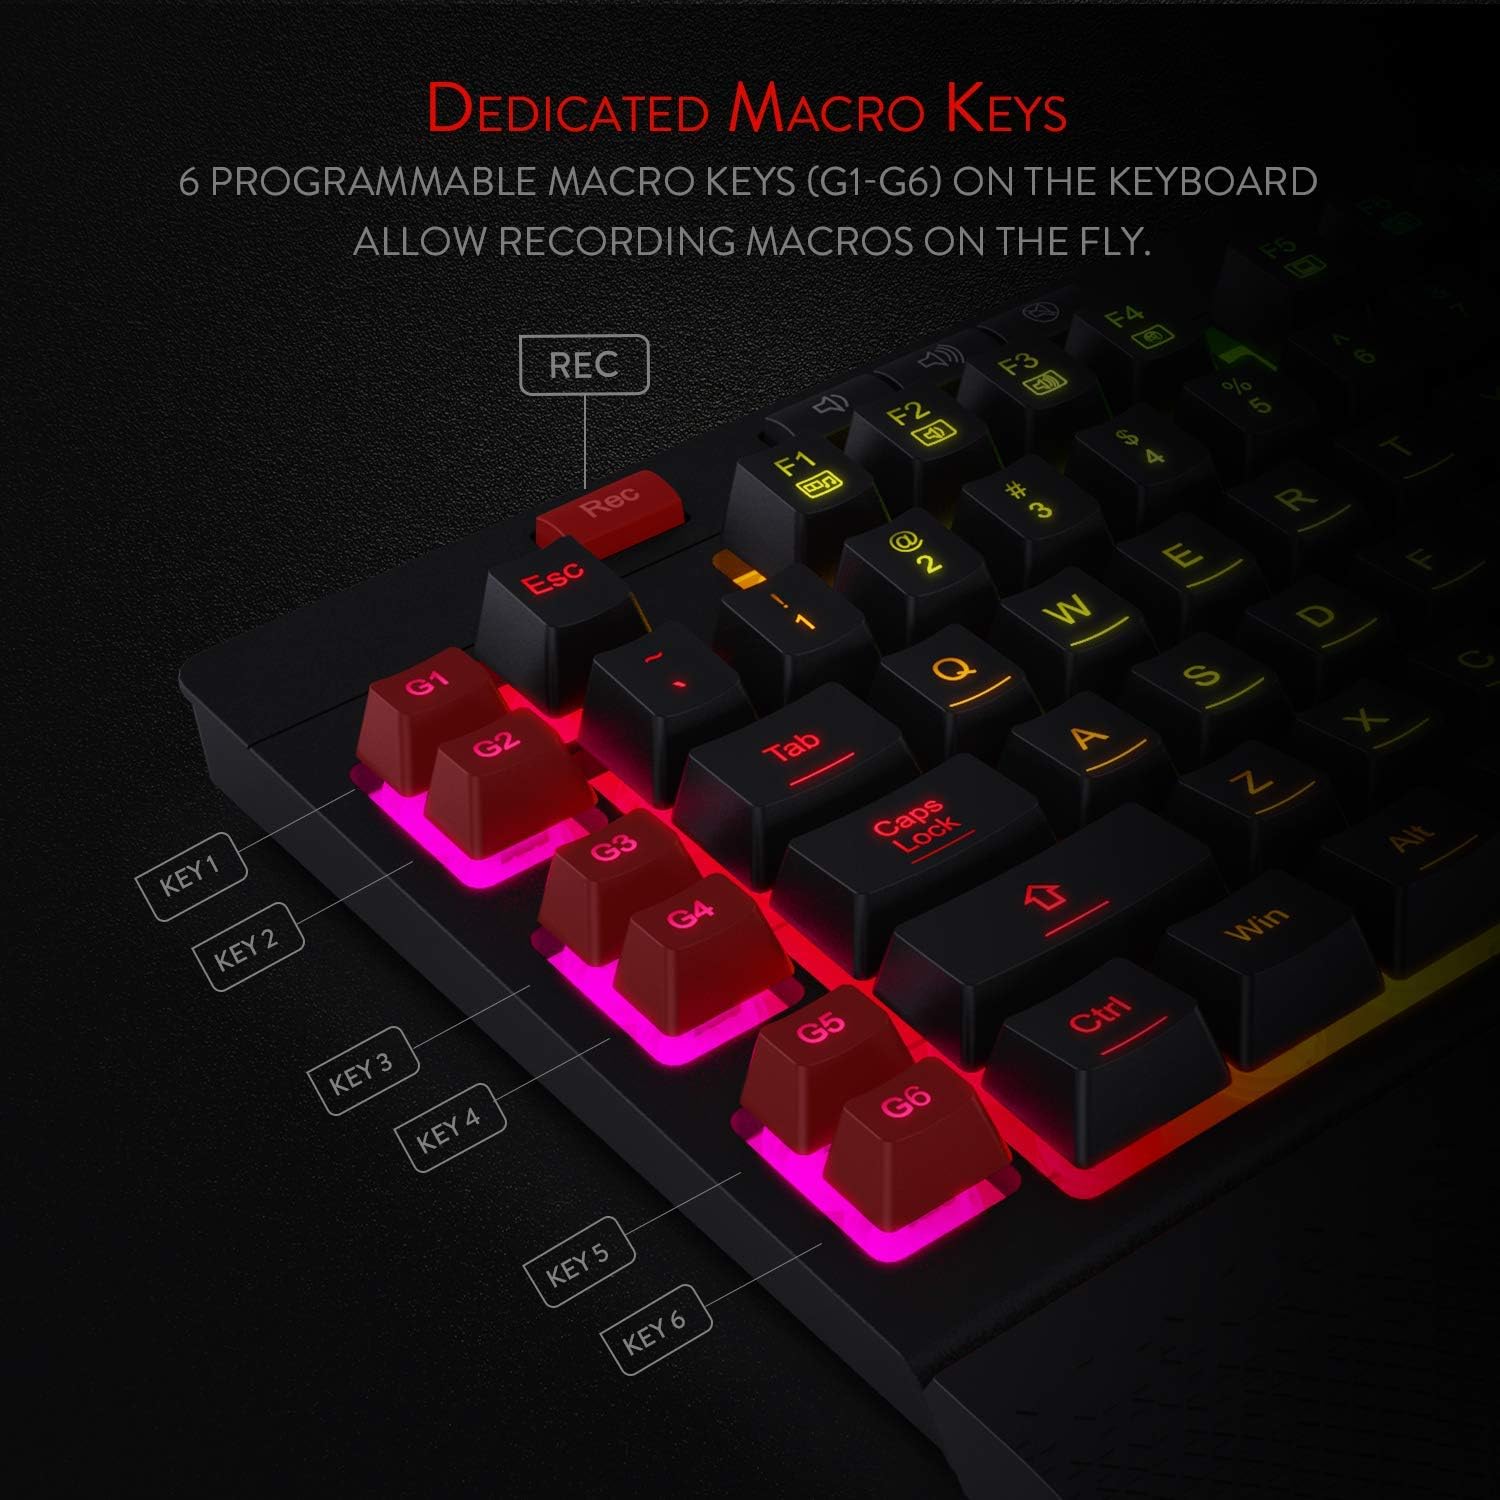 DEDICATED MACRO KEYS
6 PROGRAMMABLE MACRO KEYS (G1-G6) ON THE KEYBOARD
ALLOW RECORDING MACROS ON THE FLY.
REC
Rec
F5
F4
F3
F2
F1
Esc
~ `
! 1
@ 2
# 3
$ 4
% 5
< 6
Tab
Q
W
E
R
T
Caps
Lock
A
S
D
F
Z
X
C
Ctrl
Win
Alt
G1
G2
G3
G4
G5
G6
KEY 1
KEY 2
KEY 3
KEY 4
KEY 5
KEY 6